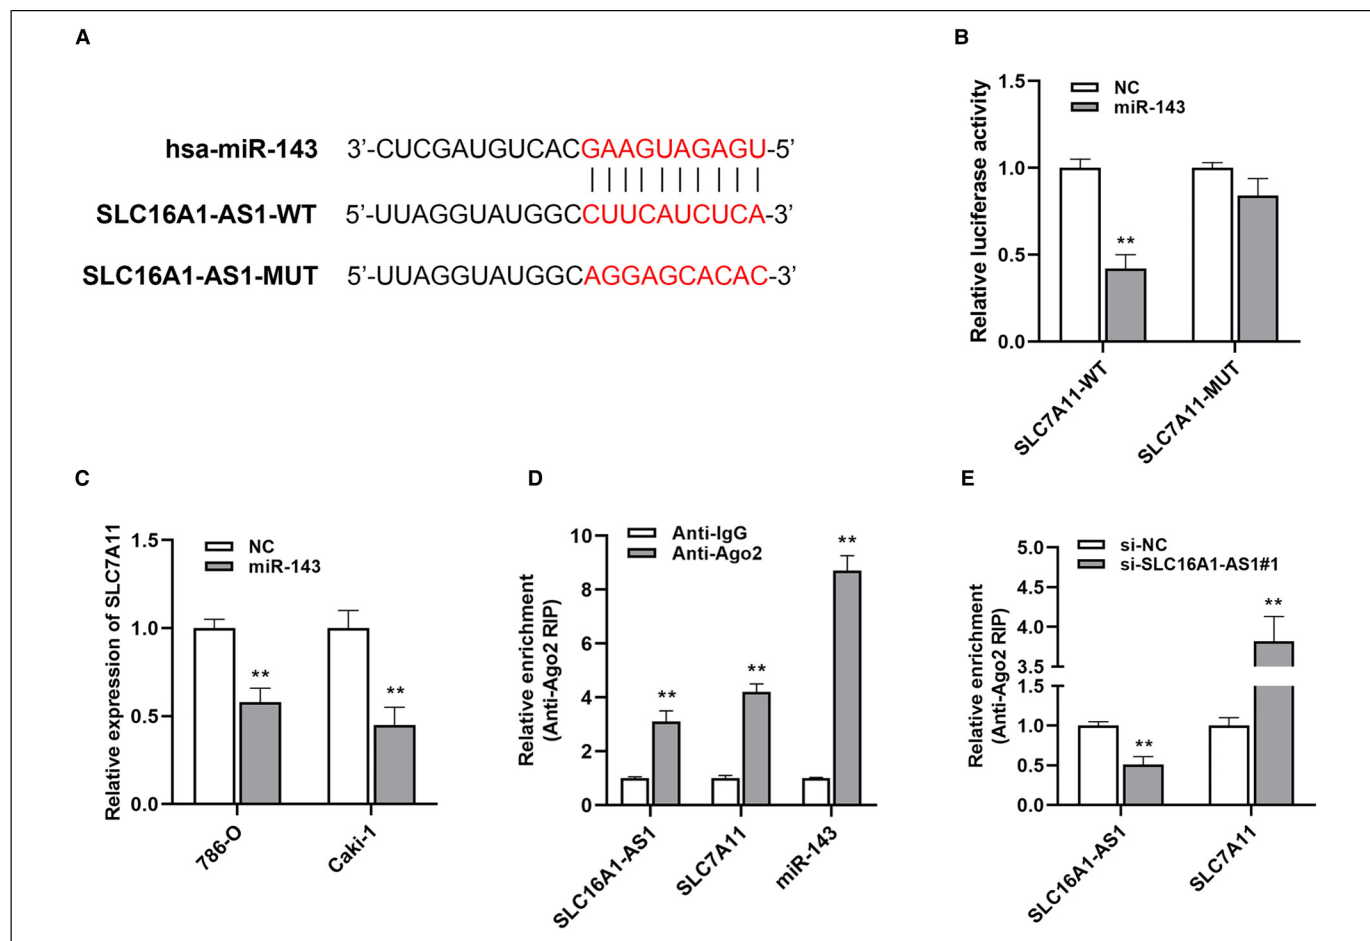 A
hsa-miR-143 3’-CUCGAUGUCACGAAGUAGAGU-5’
SLC16A1-AS1-WT 5’-UUAGGUAUGGCCUUCAUCUCA-3’
SLC16A1-AS1-MUT 5’-UUAGGUAUGGCAGGAGCACAC-3’
B
NC
miR-143
Relative luciferase activity
1.5
1.0
0.5
0.0
**
SLC7A11-WT
SLC7A11-MUT
C
NC
miR-143
Relative expression of SLC7A11
1.5
1.0
0.5
0.0
**
**
786-O
Caki-1
D
Anti-IgG
Anti-Ago2
Relative enrichment
(Anti-Ago2 RIP)
10
8
6
4
2
0
**
**
**
SLC16A1-AS1
SLC7A11
miR-143
E
si-NC
si-SLC16A1-AS1#1
Relative enrichment
(Anti-Ago2 RIP)
5.0
4.0
3.5
1.5
1.0
0.5
0.0
**
**
SLC16A1-AS1
SLC7A11